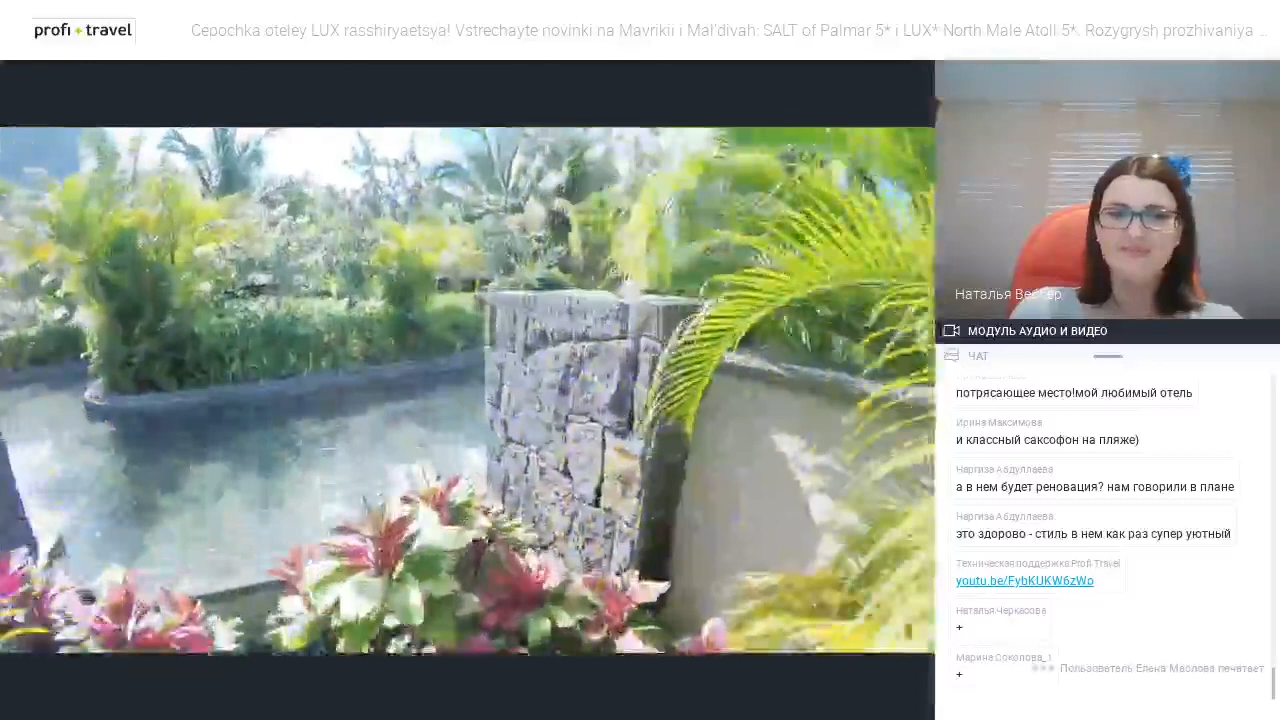 profi travel
Cepochka oteley LUX rasshiryaetsya! Vstrechayte novinki na Mavrikii i Mal'divah: SALT of Palmar 5* i LUX* North Male Atoll 5*. Rozygrysh prozhivaniya ...
Наталья
МОДУЛЬ АУДИО И ВИДЕО
ЧАТ
потрясающее место!мой любимый отель
Ирина Максимова
и классный саксофон на пляже)
Наргиза Абдуллаева
а в нем будет реновация? нам говорили в плане
Наргиза Абдуллаева
это здорово - стиль в нем как раз супер уютный
Техническая поддержка Profi Travel
youtu.be/FybKUKW6zWo
Наталья Черкасова
+
Марина Соколова_1
Пользователь Елена Маслова печатает
+